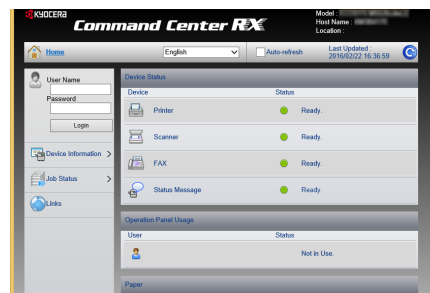 KYOCERA
Command Center RX
Model :
Host Name :
Location :
Home
English
Auto-refresh
Last Updated :
2016/02/22 16:36:59
User Name
Password
Login
Device Information >
Job Status >
Links
Device Status
Device Status
Printer Ready.
Scanner Ready.
FAX Ready.
Status Message Ready.
Operation Panel Usage
User Status
Not in Use.
Paper